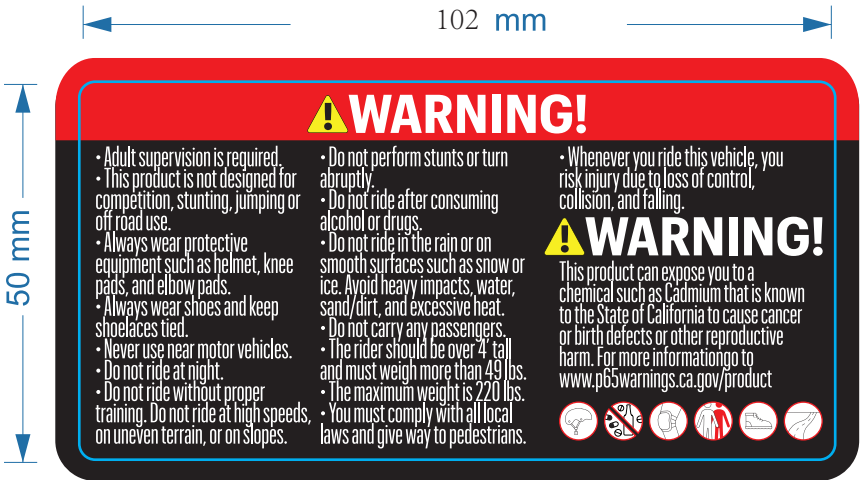 102 mm
50 mm
WARNING!
• Adult supervision is required.
• This product is not designed for
competition, stunting, jumping or
off road use.
• Always wear protective
equipment such as helmet, knee
pads, and elbow pads.
• Always wear shoes and keep
shoelaces tied.
• Never use near motor vehicles.
• Do not ride at night.
• Do not ride without proper
training. Do not ride at high speeds,
on uneven terrain, or on slopes.
• Do not perform stunts or turn
abruptly.
• Do not ride after consuming
alcohol or drugs.
• Do not ride in the rain or on
smooth surfaces such as snow or
ice. Avoid heavy impacts, water,
sand/dirt, and excessive heat.
• Do not carry any passengers.
• The rider should be over 4' tall
and must weigh more than 49 lbs.
• The maximum weight is 220 lbs.
• You must comply with all local
laws and give way to pedestrians.
• Whenever you ride this vehicle, you
risk injury due to loss of control,
collision, and falling.
WARNING!
This product can expose you to a
chemical such as Cadmium that is known
to the State of California to cause cancer
or birth defects or other reproductive
harm. For more informationgo to
www.p65warnings.ca.gov/product